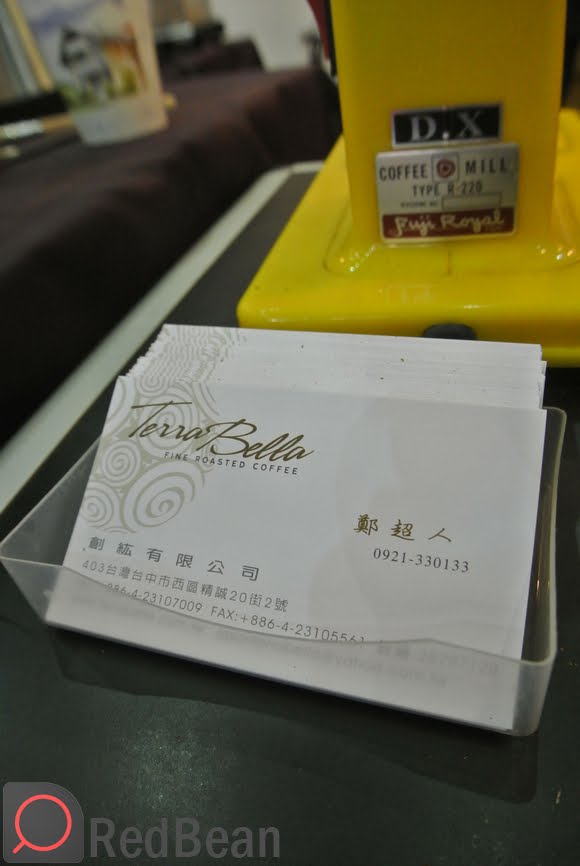 D X
COFFEE MILL
TYPE R-220
Fuji Royal
Terra Bella
FINE ROASTED COFFEE
鄭超人
0921-330133
創紘有限公司
403台灣台中市西區精誠20街2號
886-4-23107009 FAX:+886-4-23105561
RedBean